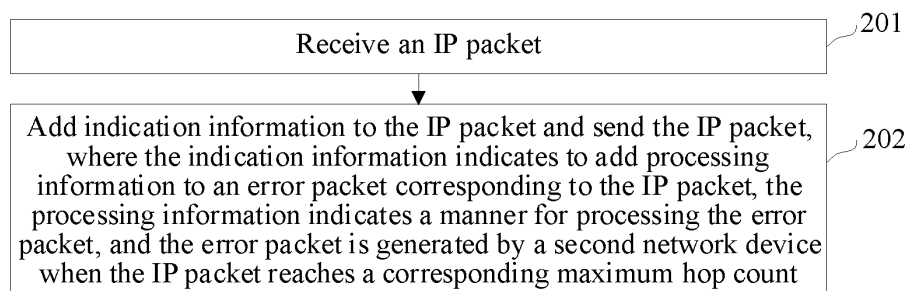 Receive an IP packet
201
Add indication information to the IP packet and send the IP packet,
where the indication information indicates to add processing
information to an error packet corresponding to the IP packet, the
processing information indicates a manner for processing the error
packet, and the error packet is generated by a second network device
when the IP packet reaches a corresponding maximum hop count
202